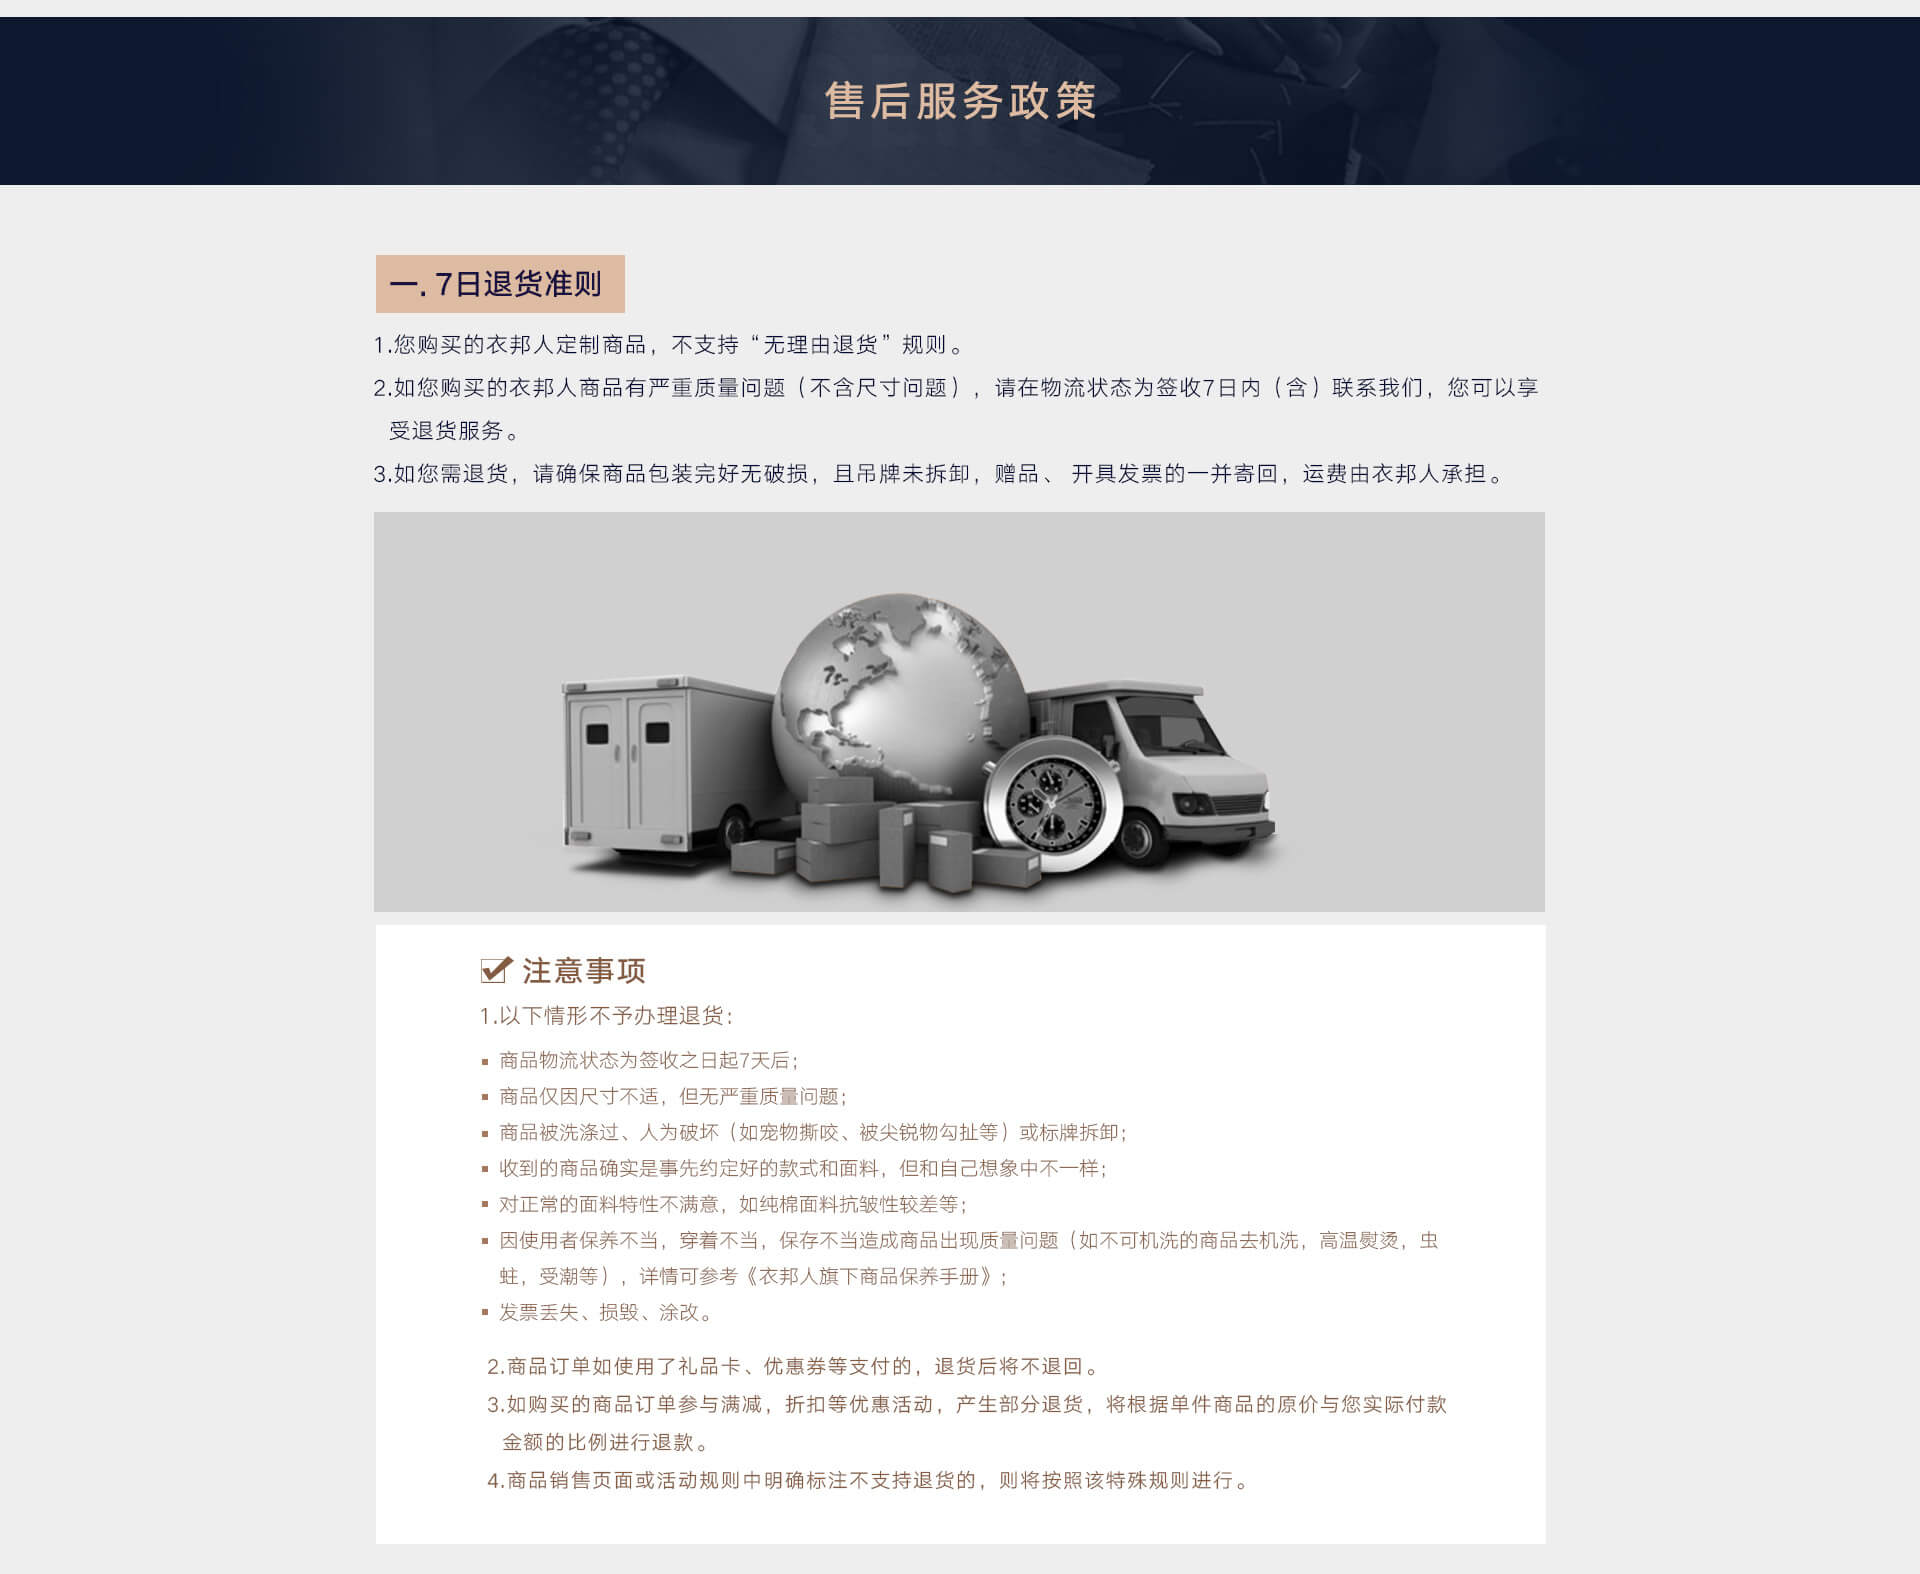 售后服务政策
一. 7日退货准则
1.您购买的衣邦人定制商品，不支持“无理由退货”规则。
2.如您购买的衣邦人商品有严重质量问题（不含尺寸问题），请在物流状态为签收7日内（含）联系我们，您可以享
受退货服务。
3.如您需退货，请确保商品包装完好无破损，且吊牌未拆卸，赠品、 开具发票的一并寄回，运费由衣邦人承担。
注意事项
1.以下情形不予办理退货：
▪ 商品物流状态为签收之日起7天后；
▪ 商品仅因尺寸不适，但无严重质量问题；
▪ 商品被洗涤过、人为破坏（如宠物撕咬、被尖锐物勾扯等）或标牌拆卸；
▪ 收到的商品确实是事先约定好的款式和面料，但和自己想象中不一样；
▪ 对正常的面料特性不满意，如纯棉面料抗皱性较差等；
▪ 因使用者保养不当，穿着不当，保存不当造成商品出现质量问题（如不可机洗的商品去机洗，高温熨烫，虫
蛀，受潮等），详情可参考《衣邦人旗下商品保养手册》；
▪ 发票丢失、损毁、涂改。
2.商品订单如使用了礼品卡、优惠券等支付的，退货后将不退回。
3.如购买的商品订单参与满减，折扣等优惠活动，产生部分退货，将根据单件商品的原价与您实际付款
金额的比例进行退款。
4.商品销售页面或活动规则中明确标注不支持退货的，则将按照该特殊规则进行。